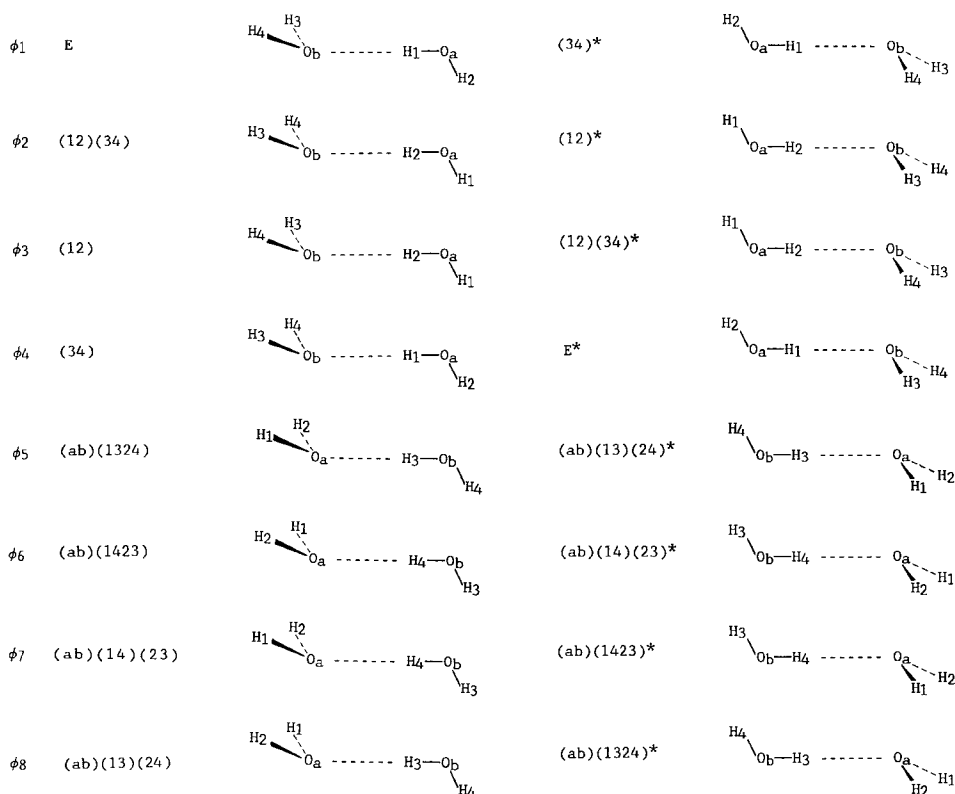 H3 H2
φ1 E H4 Ob H1 Oa (34)* Oa H1 Ob H3
H2 H4
H4 H1
φ2 (12)(34) H3 Ob H2 Oa (12)* Oa H2 Ob H4
H1 H3
H3 H1
φ3 (12) H4 Ob H2 Oa (12)(34)* Oa H2 Ob H3
H1 H4
H4 H2
φ4 (34) H3 Ob H1 Oa E* Oa H1 Ob H4
H2 H3
H2 H4
φ5 (ab)(1324) H1 Oa H3 Ob (ab)(13)(24)* Ob H3 Oa H2
H4 H1
H1 H3
φ6 (ab)(1423) H2 Oa H4 Ob (ab)(14)(23)* Ob H4 Oa H1
H3 H2
H2 H3
φ7 (ab)(14)(23) H1 Oa H4 Ob (ab)(1423)* Ob H4 Oa H2
H3 H1
H1 H4
φ8 (ab)(13)(24) H2 Oa H3 Ob (ab)(1324)* Ob H3 Oa H1
H4 H2